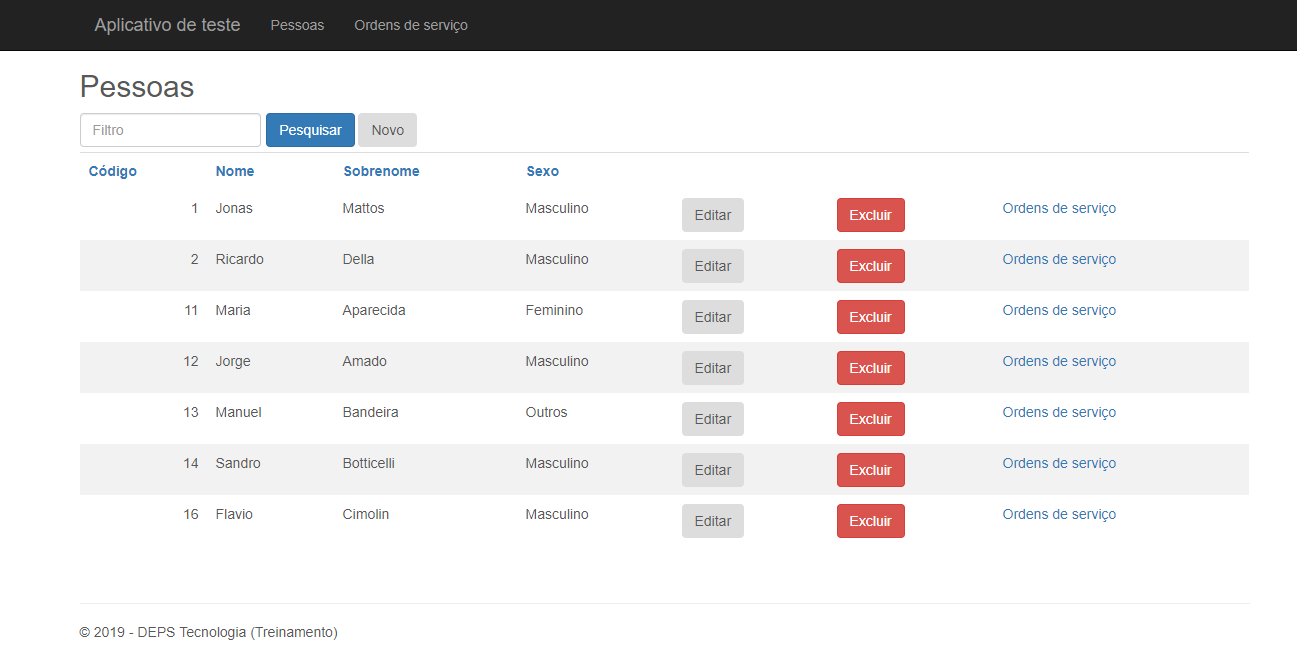 Aplicativo de teste Pessoas Ordens de serviço
Pessoas
Filtro Pesquisar Novo
Código Nome Sobrenome Sexo
1 Jonas Mattos Masculino Editar Excluir Ordens de serviço
2 Ricardo Della Masculino Editar Excluir Ordens de serviço
11 Maria Aparecida Feminino Editar Excluir Ordens de serviço
12 Jorge Amado Masculino Editar Excluir Ordens de serviço
13 Manuel Bandeira Outros Editar Excluir Ordens de serviço
14 Sandro Botticelli Masculino Editar Excluir Ordens de serviço
16 Flavio Cimolin Masculino Editar Excluir Ordens de serviço
© 2019 - DEPS Tecnologia (Treinamento)